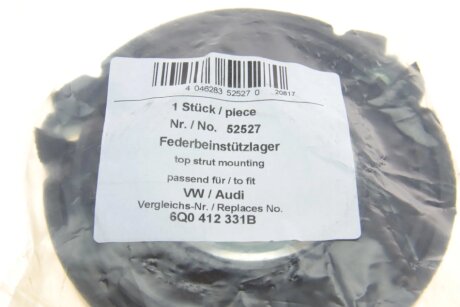 4 046283 52527 0 20817
1 Stück / piece
Nr. / No. 52527
Federbeinstützlager
top strut mounting
passend für / to fit
VW / Audi
Vergleichs-Nr. / Replaces No.
6Q0 412 331B